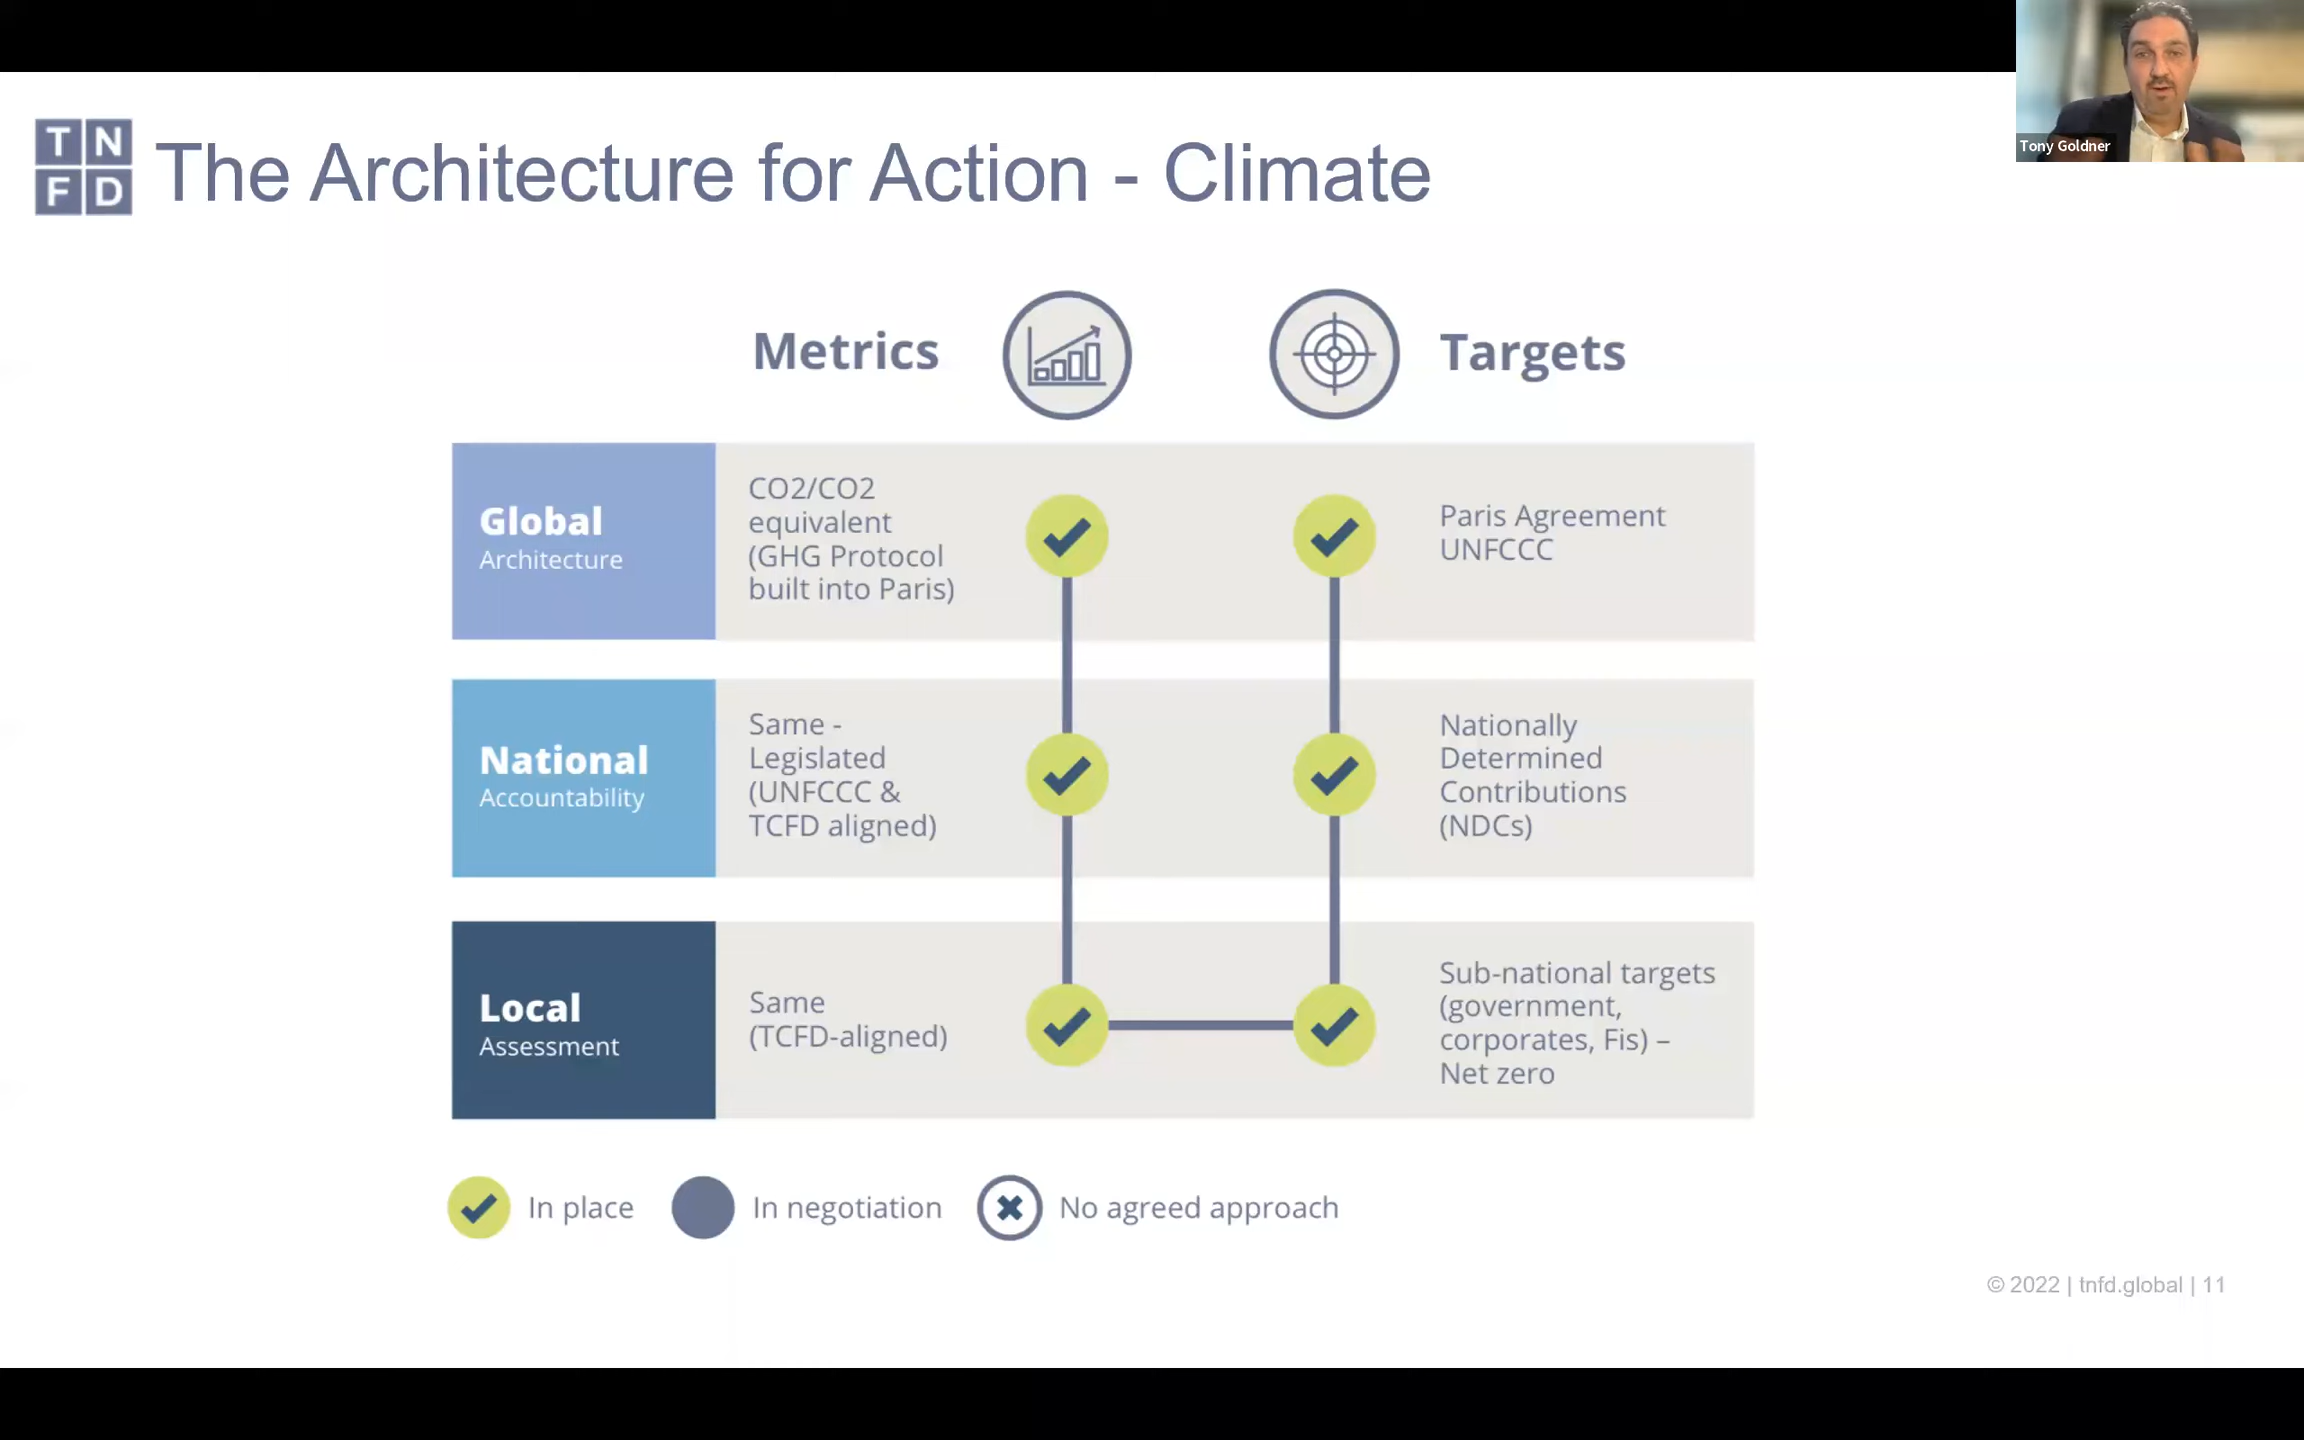 Tony Goldner
TN
FD
The Architecture for Action - Climate
Metrics
Targets
Global
Architecture
CO2/CO2
equivalent
(GHG Protocol
built into Paris)
Paris Agreement
UNFCCC
National
Accountability
Same -
Legislated
(UNFCCC &
TCFD aligned)
Nationally
Determined
Contributions
(NDCs)
Local
Assessment
Same
(TCFD-aligned)
Sub-national targets
(government,
corporates, Fis) –
Net zero
In place
In negotiation
No agreed approach
© 2022 | tnfd.global | 11